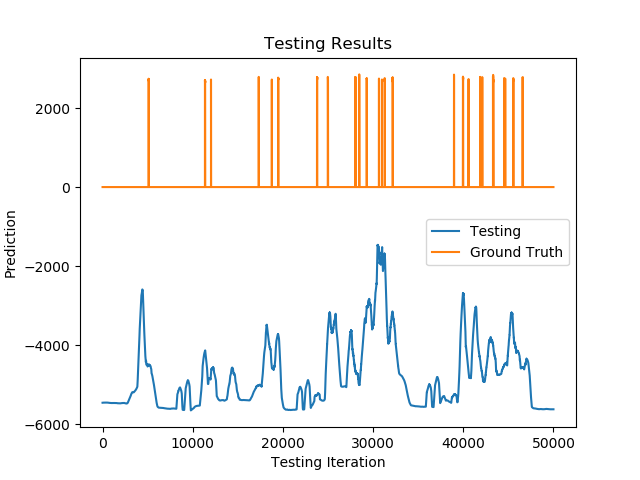 Testing Results
Prediction
2000
0
−2000
−4000
−6000
Testing
Ground Truth
0
10000
20000
30000
40000
50000
Testing Iteration